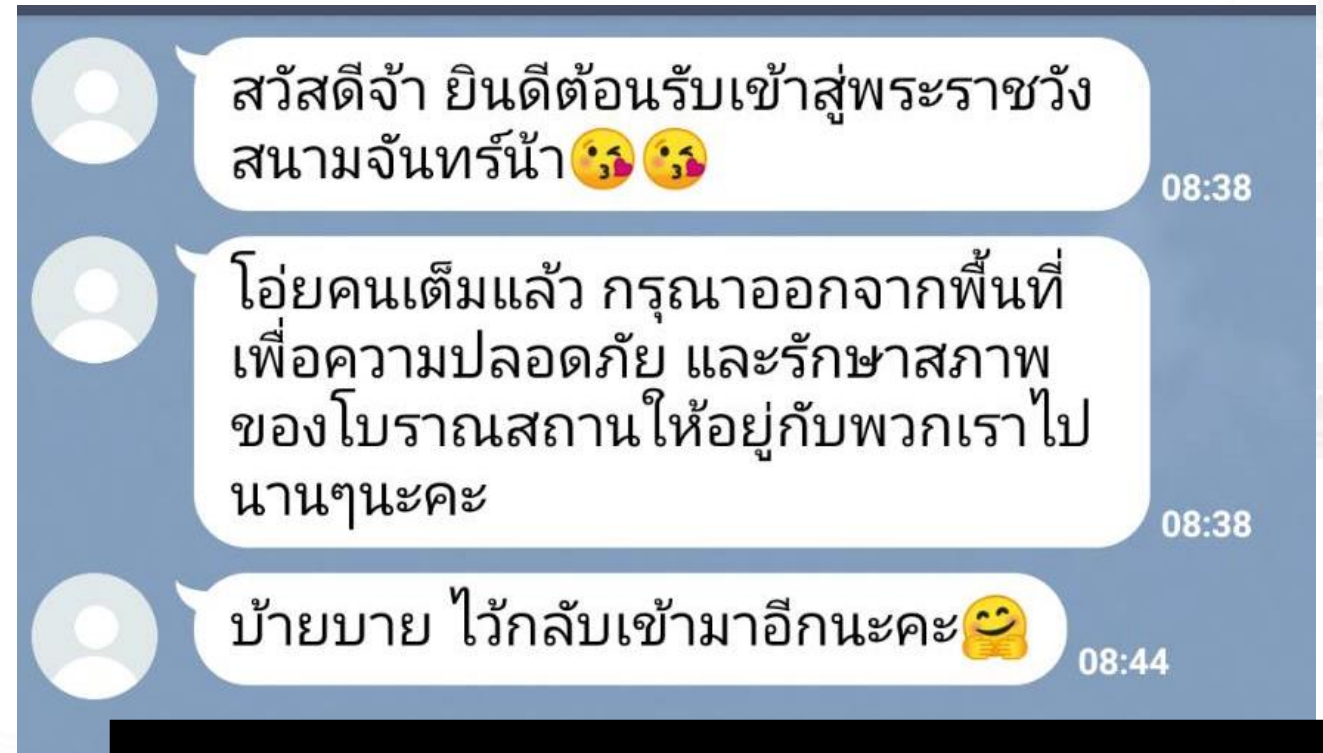 สวัสดีจ้า ยินดีต้อนรับเข้าสู่พระราชวัง
สนามจันทร์น้า😘😘
08:38
โอ่ยคนเต็มแล้ว กรุณาออกจากพื้นที่
เพื่อความปลอดภัย และรักษาสภาพ
ของโบราณสถานให้อยู่กับพวกเราไป
นานๆนะคะ
08:38
บ้ายบาย ไว้กลับเข้ามาอีกนะคะ🤗
08:44